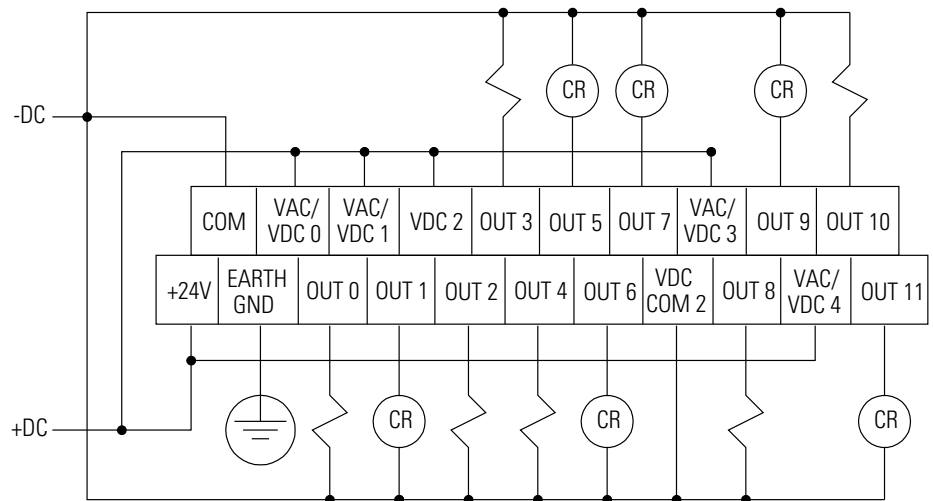 CR CR CR
-DC
COM VAC/ VDC 0 VAC/ VDC 1 VDC 2 OUT 3 OUT 5 OUT 7 VAC/ VDC 3 OUT 9 OUT 10
+24V EARTH GND OUT 0 OUT 1 OUT 2 OUT 4 OUT 6 VDC COM 2 OUT 8 VAC/ VDC 4 OUT 11
+DC
CR CR CR